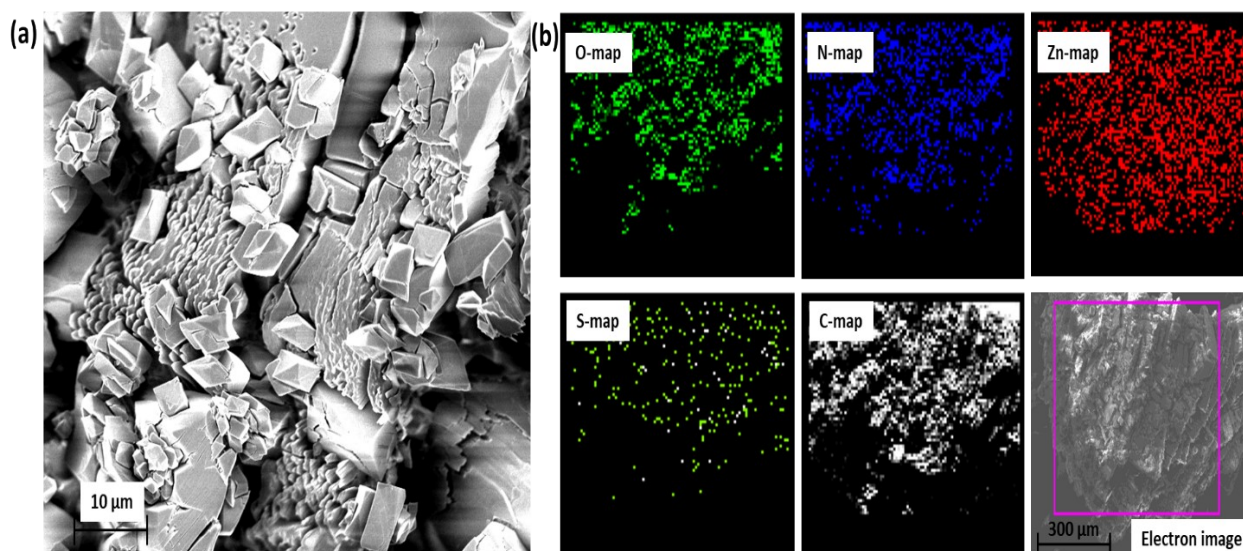 (a)
10 µm
(b)
O-map
N-map
Zn-map
S-map
C-map
300 µm
Electron image